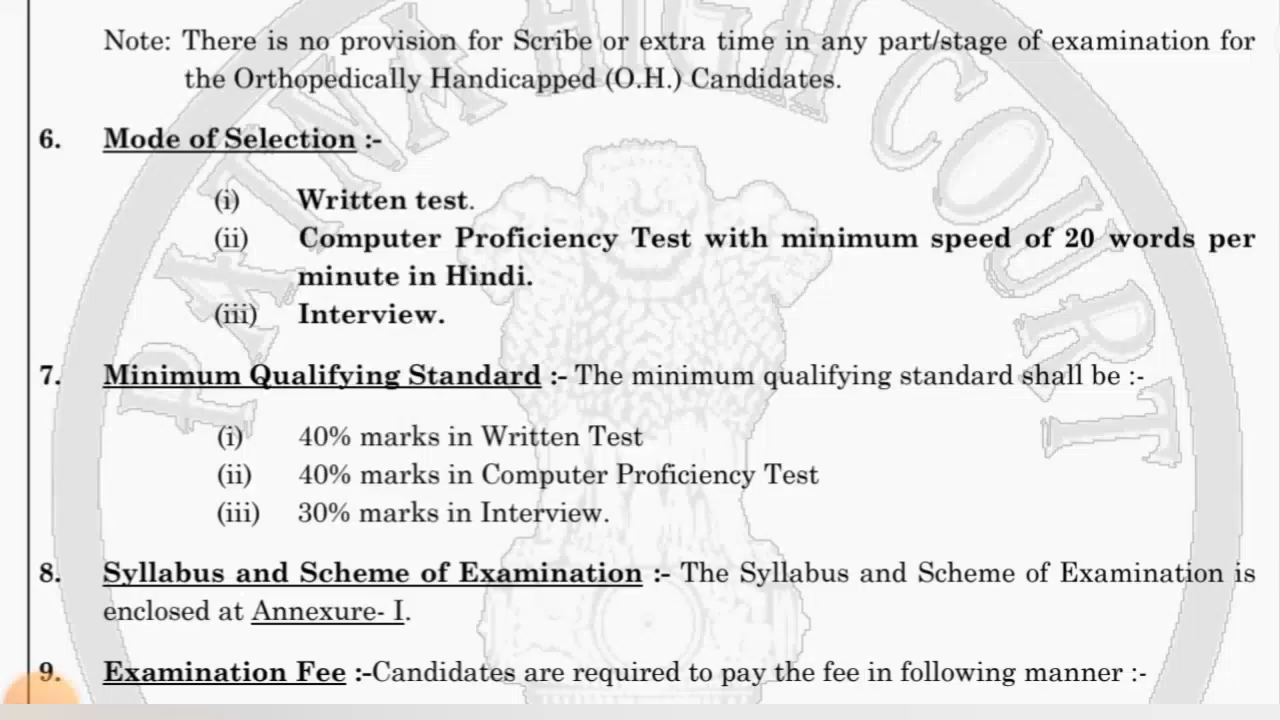 Note: There is no provision for Scribe or extra time in any part/stage of examination for
the Orthopedically Handicapped (O.H.) Candidates.
6. Mode of Selection :-
(i) Written test.
(ii) Computer Proficiency Test with minimum speed of 20 words per
minute in Hindi.
(iii) Interview.
7. Minimum Qualifying Standard :- The minimum qualifying standard shall be :-
(i) 40% marks in Written Test
(ii) 40% marks in Computer Proficiency Test
(iii) 30% marks in Interview.
8. Syllabus and Scheme of Examination :- The Syllabus and Scheme of Examination is
enclosed at Annexure- I.
9. Examination Fee :-Candidates are required to pay the fee in following manner :-
PATNA HIGH COURT